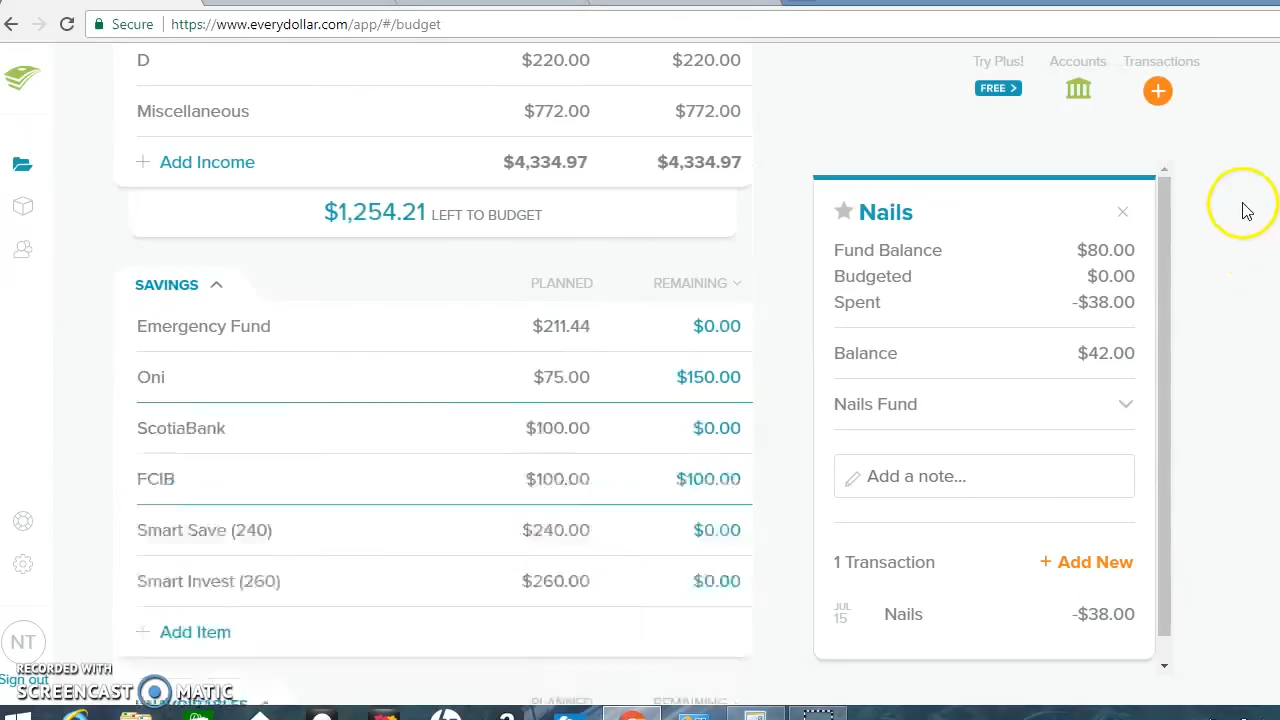 Secure https://www.everydollar.com/app/#/budget
D $220.00 $220.00
Miscellaneous $772.00 $772.00
+ Add Income $4,334.97 $4,334.97
$1,254.21 LEFT TO BUDGET
SAVINGS PLANNED REMAINING
Emergency Fund $211.44 $0.00
Oni $75.00 $150.00
ScotiaBank $100.00 $0.00
FCIB $100.00 $100.00
Smart Save (240) $240.00 $0.00
Smart Invest (260) $260.00 $0.00
+ Add Item
PLANNED REMAINING
Try Plus! Accounts Transactions
FREE >
Nails ×
Fund Balance $80.00
Budgeted $0.00
Spent -$38.00
Balance $42.00
Nails Fund
Add a note...
1 Transaction + Add New
JUL 15 Nails -$38.00
NT
Sign out
RECORDED WITH
SCREENCAST MATIC